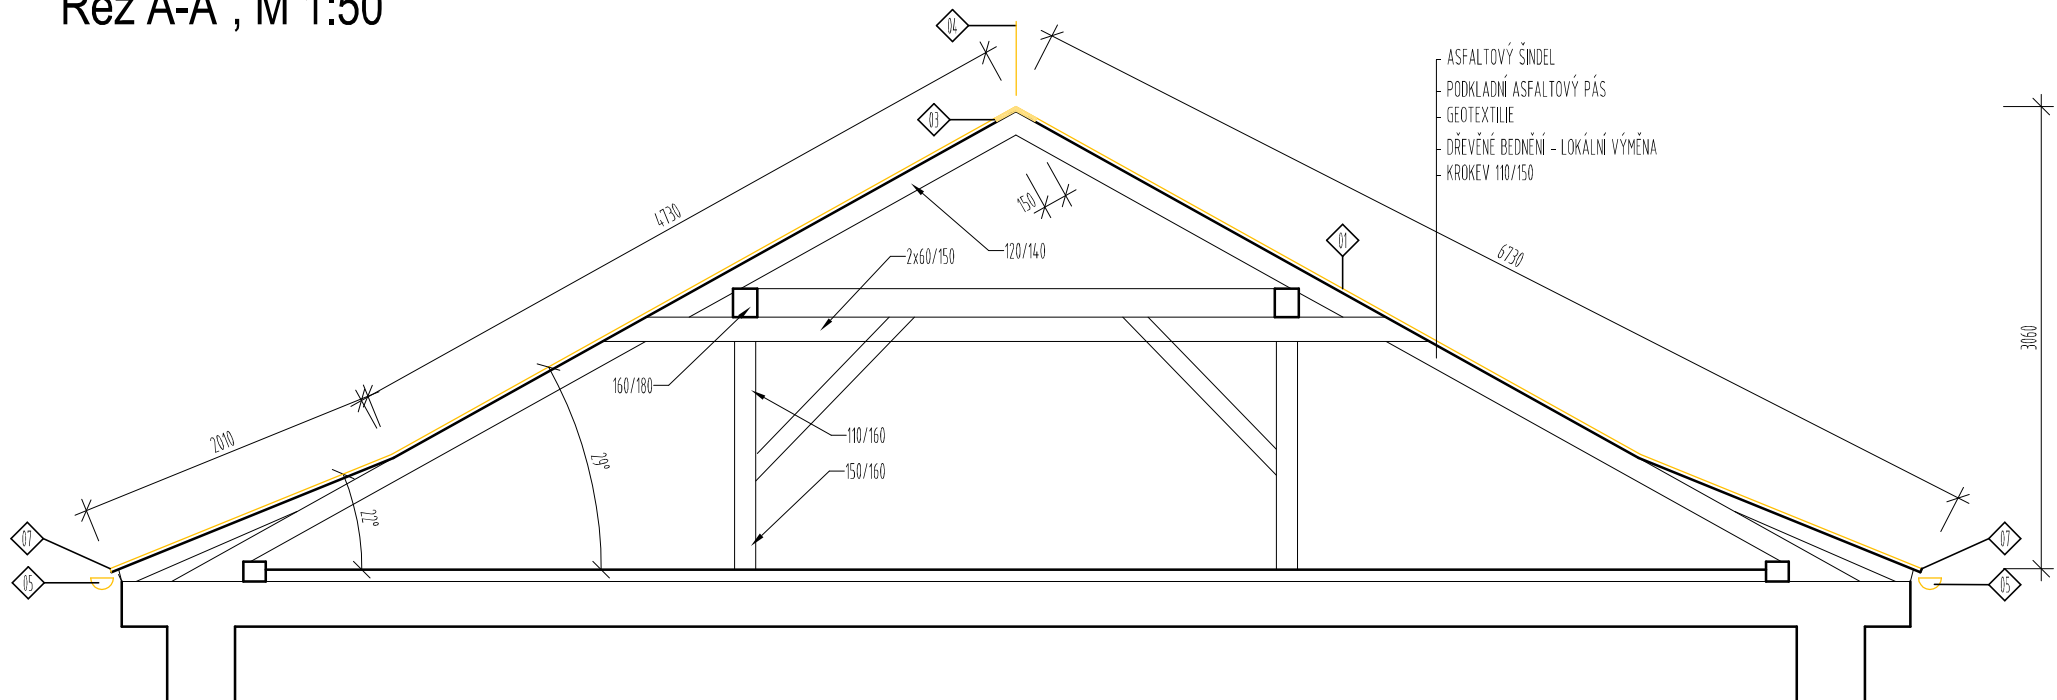 Řez A-A , M 1:50
04
ASFALTOVÝ ŠINDEL
PODKLADNÍ ASFALTOVÝ PÁS
GEOTEXTILIE
DŘEVĚNÉ BEDNĚNÍ - LOKÁLNÍ VÝMĚNA
KROKEV 110/150
03
4730
150
01
120/140
2x60/150
6730
3060
160/180
2010
110/160
29°
150/160
22°
07
07
05
05